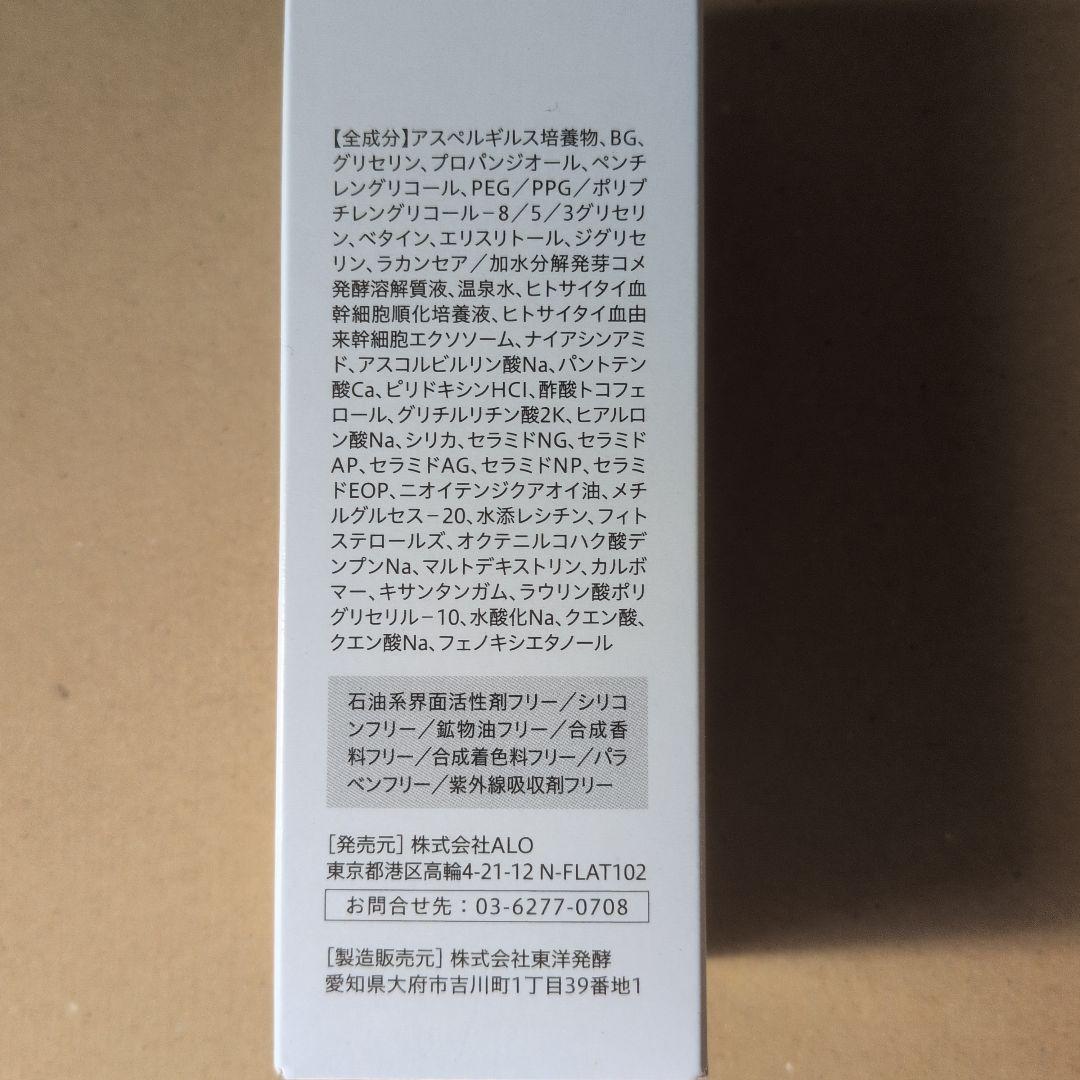 【全成分】アスペルギルス培養物、BG、
グリセリン、プロパンジオール、ペンチ
レングリコール、PEG／PPG／ポリブ
チレングリコール－8／5／3グリセリ
ン、ベタイン、エリスリトール、ジグリセ
リン、ラカンセア／加水分解発芽コメ
発酵溶解質液、温泉水、ヒトサイタイ血
幹細胞順化培養液、ヒトサイタイ血由
来幹細胞エクソソーム、ナイアシンアミ
ド、アスコルビルリン酸Na、パントテン
酸Ca、ピリドキシンHCl、酢酸トコフェ
ロール、グリチルリチン酸2K、ヒアルロ
ン酸Na、シリカ、セラミドNG、セラミド
AP、セラミドAG、セラミドNP、セラミ
ドEOP、ニオイテンジクアオイ油、メチ
ルグルセス－20、水添レシチン、フィト
ステロールズ、オクテニルコハク酸デ
ンプンNa、マルトデキストリン、カルボ
マー、キサンタンガム、ラウリン酸ポリ
グリセリル－10、水酸化Na、クエン酸、
クエン酸Na、フェノキシエタノール
石油系界面活性剤フリー／シリコ
ンフリー／鉱物油フリー／合成香
料フリー／合成着色料フリー／パラ
ベンフリー／紫外線吸収剤フリー
［発売元］株式会社ALO
東京都港区高輪4-21-12 N-FLAT102
お問合せ先：03-6277-0708
［製造販売元］株式会社東洋発酵
愛知県大府市吉川町1丁目39番地1